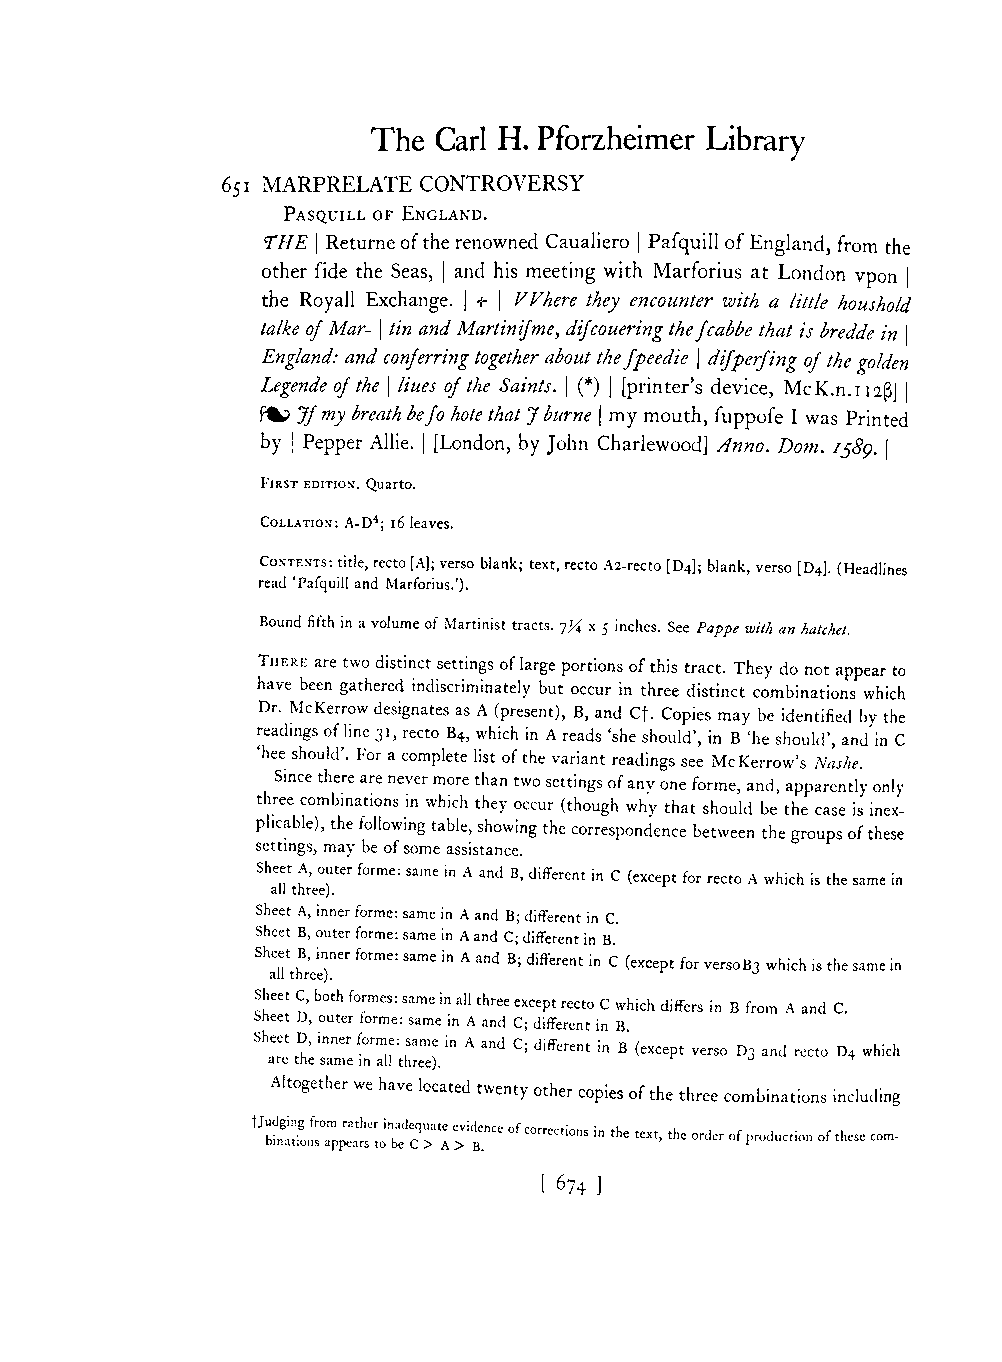 The Carl H. Pforzheimer Library
651 MARPRELATE CONTROVERSY
PASQUILL OF ENGLAND.
THE | Returne of the renowned Caualiero | Paſquill of England, from the
other ſide the Seas, | and his meeting with Marforius at London vpon |
the Royall Exchange. | ÷ | VVhere they encounter with a little houshold
talke of Mar- | tin and Martiniſme, diſcouering the ſcabbe that is bredde in |
England: and conferring together about the ſpeedie | diſperſing of the golden
Legende of the | liues of the Saints. | (*) | [printer's device, McK.n.112β] |
❧ If my breath be ſo hote that I burne | my mouth, ſuppoſe I was Printed
by | Pepper Allie. | [London, by John Charlewood] Anno. Dom. 1589. |
FIRST EDITION. Quarto.
COLLATION: A-D⁴; 16 leaves.
CONTENTS: title, recto [A]; verso blank; text, recto A2-recto [D4]; blank, verso [D4]. (Headlines
read 'Paſquill and Marforius.').
Bound fifth in a volume of Martinist tracts. 7¼ x 5 inches. See Pappe with an hatchet.
THERE are two distinct settings of large portions of this tract. They do not appear to
have been gathered indiscriminately but occur in three distinct combinations which
Dr. McKerrow designates as A (present), B, and C†. Copies may be identified by the
readings of line 31, recto B4, which in A reads 'she should', in B 'he should', and in C
'hee should'. For a complete list of the variant readings see McKerrow's Nashe.
Since there are never more than two settings of any one forme, and, apparently only
three combinations in which they occur (though why that should be the case is inex-
plicable), the following table, showing the correspondence between the groups of these
settings, may be of some assistance.
Sheet A, outer forme: same in A and B, different in C (except for recto A which is the same in
all three).
Sheet A, inner forme: same in A and B; different in C.
Sheet B, outer forme: same in A and C; different in B.
Sheet B, inner forme: same in A and B; different in C (except for verso B3 which is the same in
all three).
Sheet C, both formes: same in all three except recto C which differs in B from A and C.
Sheet D, outer forme: same in A and C; different in B.
Sheet D, inner forme: same in A and C; different in B (except verso D3 and recto D4 which
are the same in all three).
Altogether we have located twenty other copies of the three combinations including
†Judging from rather inadequate evidence of corrections in the text, the order of production of these com-
binations appears to be C > A > B.
[ 674 ]